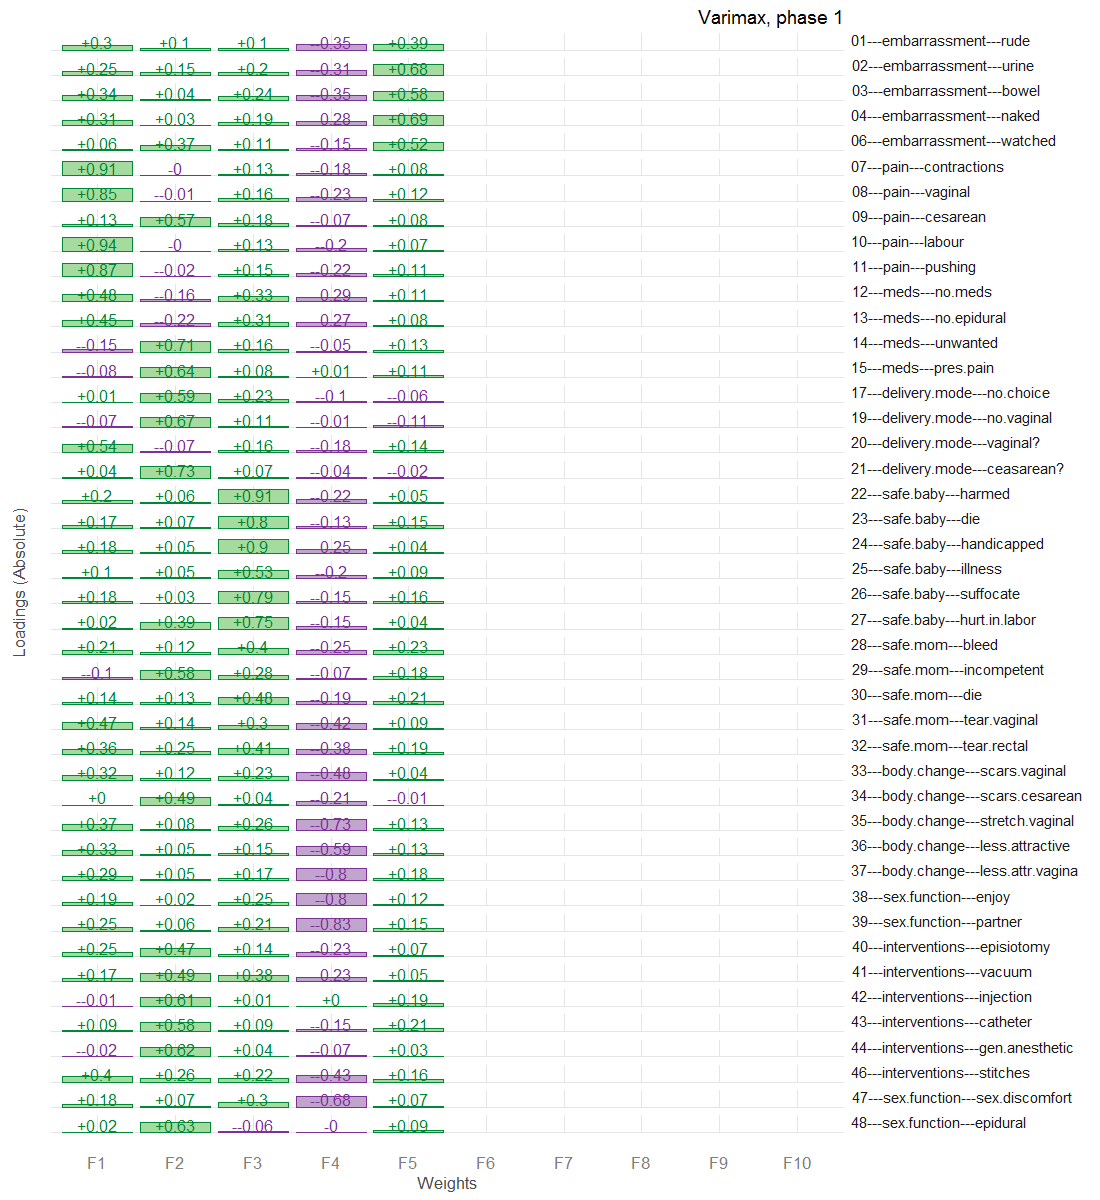 Varimax, phase 1
+0.3 +0.1 +0.1 --0.35 +0.39 01---embarrassment---rude
+0.25 +0.15 +0.2 --0.31 +0.68 02---embarrassment---urine
+0.34 +0.04 +0.24 --0.35 +0.58 03---embarrassment---bowel
+0.31 +0.03 +0.19 --0.28 +0.69 04---embarrassment---naked
+0.06 +0.37 +0.11 --0.15 +0.52 06---embarrassment---watched
+0.91 -0 +0.13 --0.18 +0.08 07---pain---contractions
+0.85 --0.01 +0.16 --0.23 +0.12 08---pain---vaginal
+0.13 +0.57 +0.18 --0.07 +0.08 09---pain---cesarean
+0.94 -0 +0.13 --0.2 +0.07 10---pain---labour
+0.87 --0.02 +0.15 --0.22 +0.11 11---pain---pushing
+0.48 --0.16 +0.33 --0.29 +0.11 12---meds---no.meds
+0.45 --0.22 +0.31 --0.27 +0.08 13---meds---no.epidural
--0.15 +0.71 +0.16 --0.05 +0.13 14---meds---unwanted
--0.08 +0.64 +0.08 +0.01 +0.11 15---meds---pres.pain
+0.01 +0.59 +0.23 --0.1 --0.06 17---delivery.mode---no.choice
--0.07 +0.67 +0.11 --0.01 --0.11 19---delivery.mode---no.vaginal
+0.54 --0.07 +0.16 --0.18 +0.14 20---delivery.mode---vaginal?
+0.04 +0.73 +0.07 --0.04 --0.02 21---delivery.mode---ceasarean?
+0.2 +0.06 +0.91 --0.22 +0.05 22---safe.baby---harmed
+0.17 +0.07 +0.8 --0.13 +0.15 23---safe.baby---die
+0.18 +0.05 +0.9 --0.25 +0.04 24---safe.baby---handicapped
+0.1 +0.05 +0.53 --0.2 +0.09 25---safe.baby---illness
+0.18 +0.03 +0.79 --0.15 +0.16 26---safe.baby---suffocate
+0.02 +0.39 +0.75 --0.15 +0.04 27---safe.baby---hurt.in.labor
+0.21 +0.12 +0.4 --0.25 +0.23 28---safe.mom---bleed
--0.1 +0.58 +0.28 --0.07 +0.18 29---safe.mom---incompetent
+0.14 +0.13 +0.48 --0.19 +0.21 30---safe.mom---die
+0.47 +0.14 +0.3 --0.42 +0.09 31---safe.mom---tear.vaginal
+0.36 +0.25 +0.41 --0.38 +0.19 32---safe.mom---tear.rectal
+0.32 +0.12 +0.23 --0.48 +0.04 33---body.change---scars.vaginal
+0 +0.49 +0.04 --0.21 --0.01 34---body.change---scars.cesarean
+0.37 +0.08 +0.26 --0.73 +0.13 35---body.change---stretch.vaginal
+0.33 +0.05 +0.15 --0.59 +0.13 36---body.change---less.attractive
+0.29 +0.05 +0.17 --0.8 +0.18 37---body.change---less.attr.vagina
+0.19 +0.02 +0.25 --0.8 +0.12 38---sex.function---enjoy
+0.25 +0.06 +0.21 --0.83 +0.15 39---sex.function---partner
+0.25 +0.47 +0.14 --0.23 +0.07 40---interventions---episiotomy
+0.17 +0.49 +0.38 --0.23 +0.05 41---interventions---vacuum
--0.01 +0.61 +0.01 +0 +0.19 42---interventions---injection
+0.09 +0.58 +0.09 --0.15 +0.21 43---interventions---catheter
--0.02 +0.62 +0.04 --0.07 +0.03 44---interventions---gen.anesthetic
+0.4 +0.26 +0.22 --0.43 +0.16 46---interventions---stitches
+0.18 +0.07 +0.3 --0.68 +0.07 47---sex.function---sex.discomfort
+0.02 +0.63 --0.06 -0 +0.09 48---sex.function---epidural
Loadings (Absolute)
F1 F2 F3 F4 F5 F6 F7 F8 F9 F10
Weights